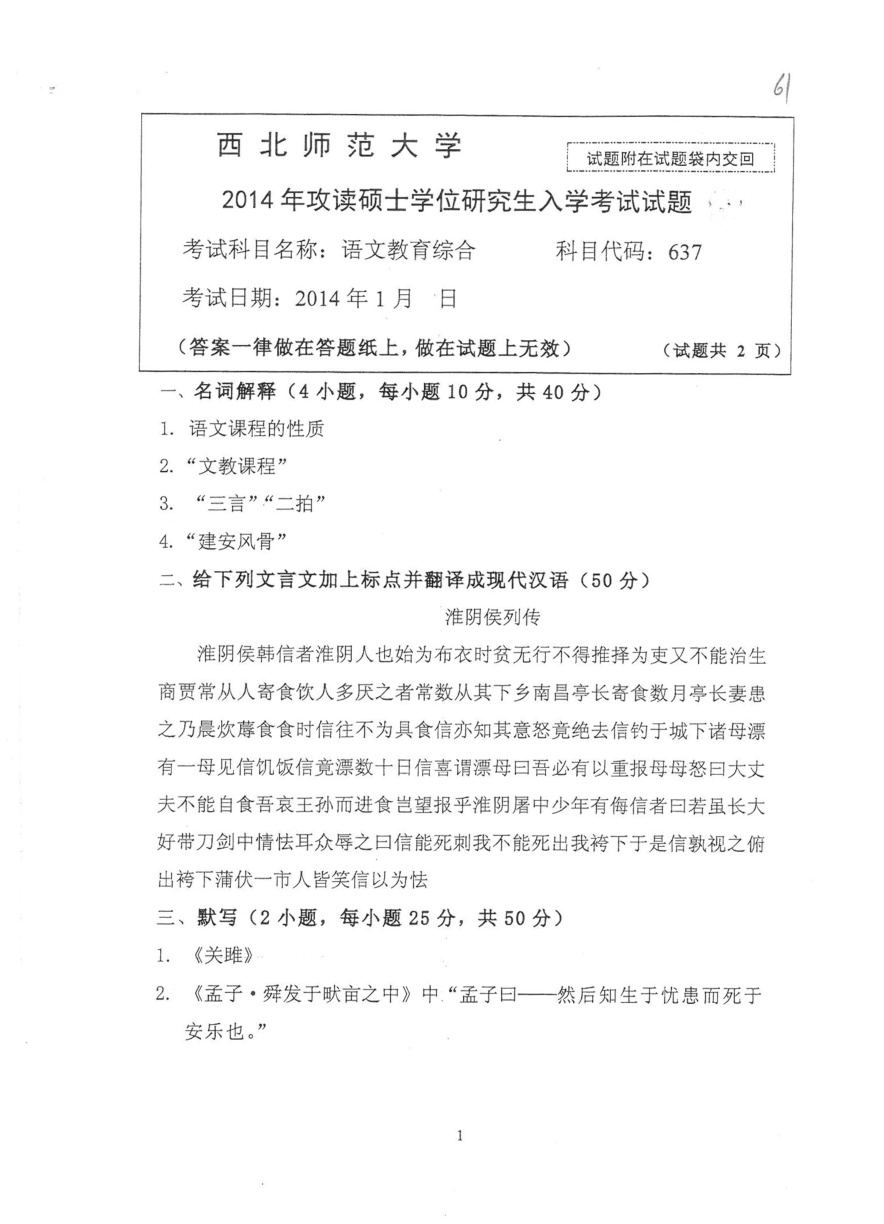 61
西北师范大学
试题附在试题袋内交回
2014年攻读硕士学位研究生入学考试试题
考试科目名称：语文教育综合 科目代码：637
考试日期：2014年1月 日
（答案一律做在答题纸上，做在试题上无效） （试题共 2 页）
一、名词解释（4小题，每小题10分，共40分）
1. 语文课程的性质
2. “文教课程”
3. “三言”“二拍”
4. “建安风骨”
二、给下列文言文加上标点并翻译成现代汉语（50分）
淮阴侯列传
淮阴侯韩信者淮阴人也始为布衣时贫无行不得推择为吏又不能治生
商贾常从人寄食饮人多厌之者常数从其下乡南昌亭长寄食数月亭长妻患
之乃晨炊蓐食食时信往不为具食信亦知其意怒竟绝去信钓于城下诸母漂
有一母见信饥饭信竟漂数十日信喜谓漂母曰吾必有以重报母母怒曰大丈
夫不能自食吾哀王孙而进食岂望报乎淮阴屠中少年有侮信者曰若虽长大
好带刀剑中情怯耳众辱之曰信能死刺我不能死出我袴下于是信孰视之俯
出袴下蒲伏一市人皆笑信以为怯
三、默写（2小题，每小题25分，共50分）
1. 《关雎》
2. 《孟子·舜发于畎亩之中》中“孟子曰——然后知生于忧患而死于
安乐也。”
1